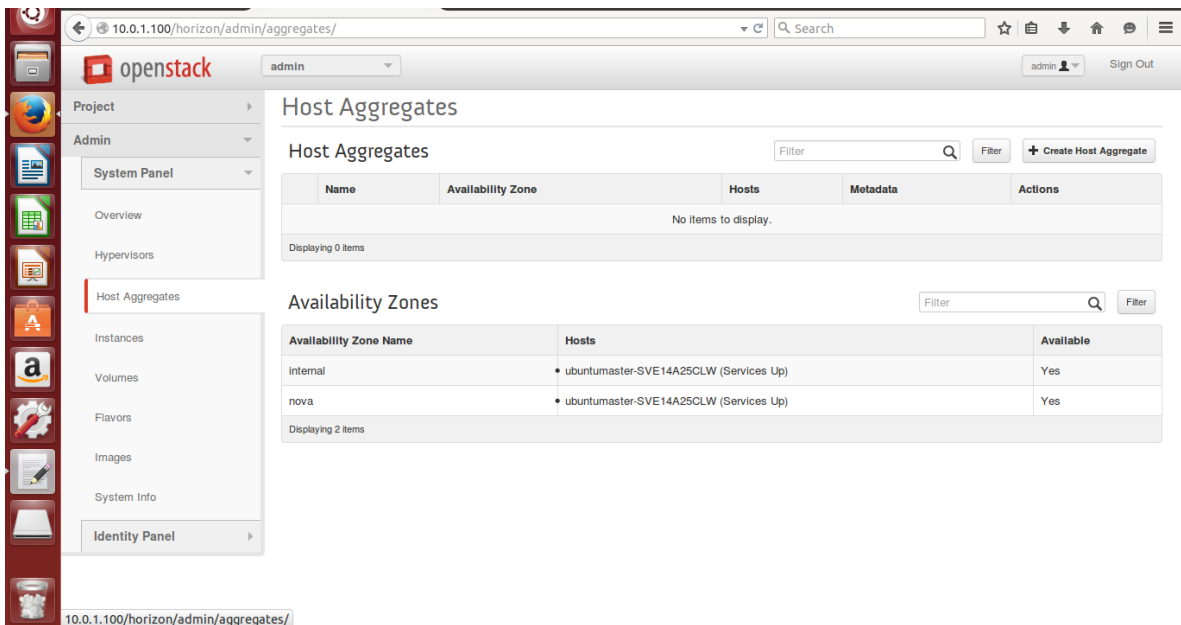 10.0.1.100/horizon/admin/aggregates/ Search
openstack admin admin Sign Out
Project
Admin
System Panel
Overview
Hypervisors
Host Aggregates
Instances
Volumes
Flavors
Images
System Info
Identity Panel
Host Aggregates
Host Aggregates Filter Filter + Create Host Aggregate
Name Availability Zone Hosts Metadata Actions
No items to display.
Displaying 0 items
Availability Zones Filter Filter
Availability Zone Name Hosts Available
internal • ubuntumaster-SVE14A25CLW (Services Up) Yes
nova • ubuntumaster-SVE14A25CLW (Services Up) Yes
Displaying 2 items
10.0.1.100/horizon/admin/aggregates/